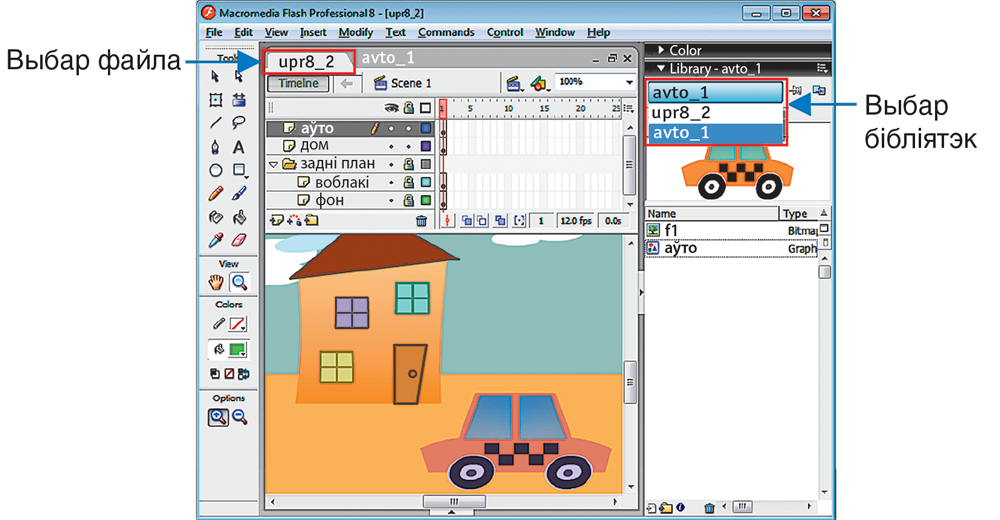 Macromedia Flash Professional 8 - [upr8_2]
File Edit View Insert Modify Text Commands Control Window Help
Выбар файла
Tools
upr8_2 avto_1
Timeline Scene 1 100%
1 5 10 15 20 25
аўто
дом
задні план
воблакі
фон
1 12.0 fps 0.0s
View
Colors
Options
Color
Library - avto_1
avto_1
upr8_2
avto_1
Выбар
бібліятэк
Name Type
f1 Bitmap
аўто Graph